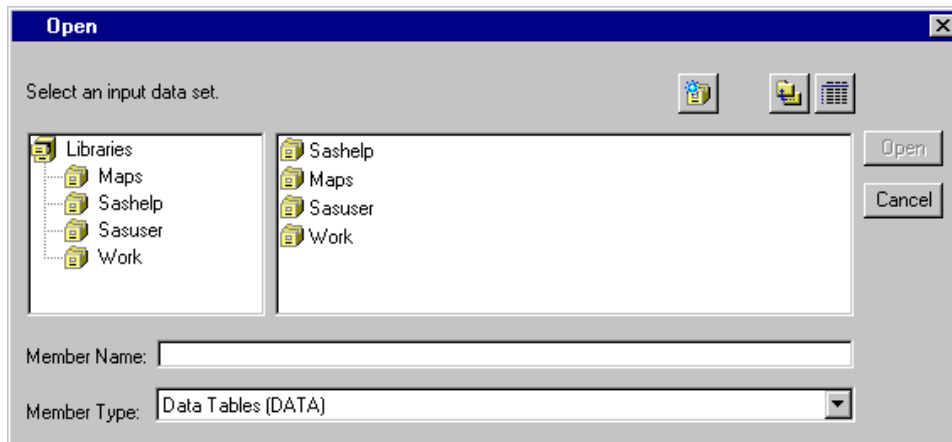 Open
Select an input data set.
Libraries
Maps
Sashelp
Sasuser
Work
Sashelp
Maps
Sasuser
Work
Open
Cancel
Member Name:
Member Type: Data Tables (DATA)